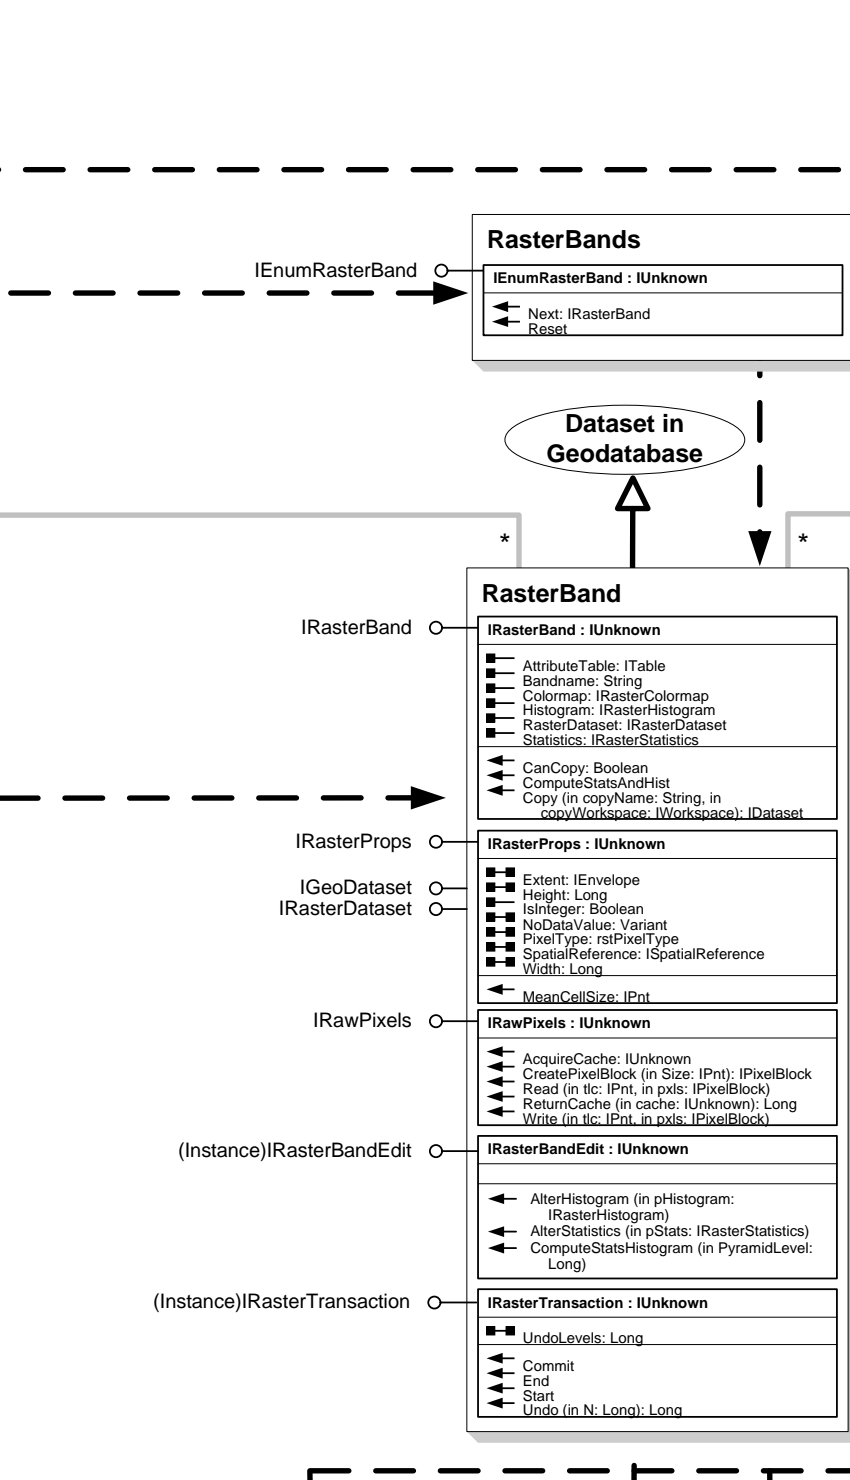 RasterBands
IEnumRasterBand
IEnumRasterBand : IUnknown
Next: IRasterBand
Reset
Dataset in
Geodatabase
*
*
RasterBand
IRasterBand
IRasterBand : IUnknown
AttributeTable: ITable
Bandname: String
Colormap: IRasterColormap
Histogram: IRasterHistogram
RasterDataset: IRasterDataset
Statistics: IRasterStatistics
CanCopy: Boolean
ComputeStatsAndHist
Copy (in copyName: String, in
copyWorkspace: IWorkspace): IDataset
IRasterProps
IRasterProps : IUnknown
IGeoDataset
IRasterDataset
Extent: IEnvelope
Height: Long
IsInteger: Boolean
NoDataValue: Variant
PixelType: rstPixelType
SpatialReference: ISpatialReference
Width: Long
MeanCellSize: IPnt
IRawPixels
IRawPixels : IUnknown
AcquireCache: IUnknown
CreatePixelBlock (in Size: IPnt): IPixelBlock
Read (in tlc: IPnt, in pxls: IPixelBlock)
ReturnCache (in cache: IUnknown): Long
Write (in tlc: IPnt, in pxls: IPixelBlock)
(Instance)IRasterBandEdit
IRasterBandEdit : IUnknown
AlterHistogram (in pHistogram:
IRasterHistogram)
AlterStatistics (in pStats: IRasterStatistics)
ComputeStatsHistogram (in PyramidLevel:
Long)
(Instance)IRasterTransaction
IRasterTransaction : IUnknown
UndoLevels: Long
Commit
End
Start
Undo (in N: Long): Long